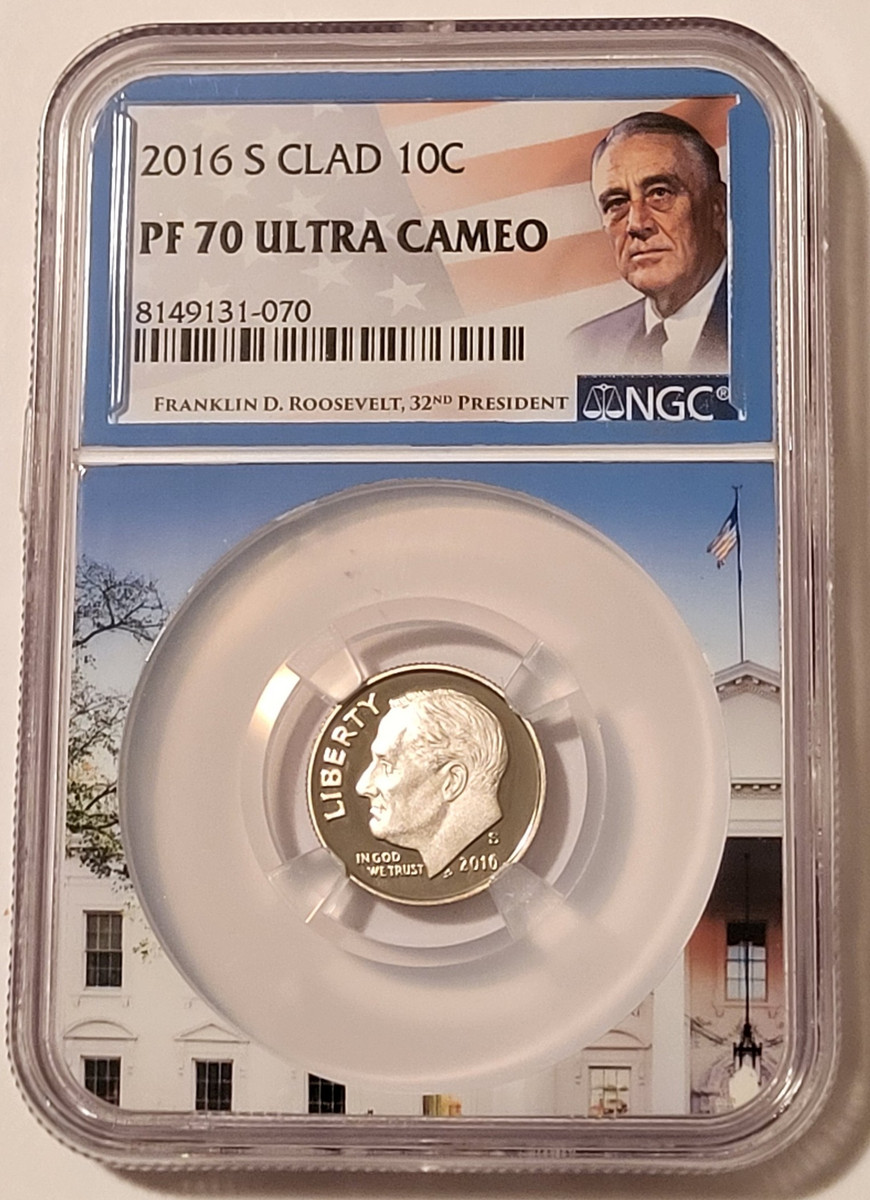 2016 S CLAD 10C
PF 70 ULTRA CAMEO
8149131-070
FRANKLIN D. ROOSEVELT, 32ND PRESIDENT
NGC®
LIBERTY
S
IN GOD
WE TRUST
2016